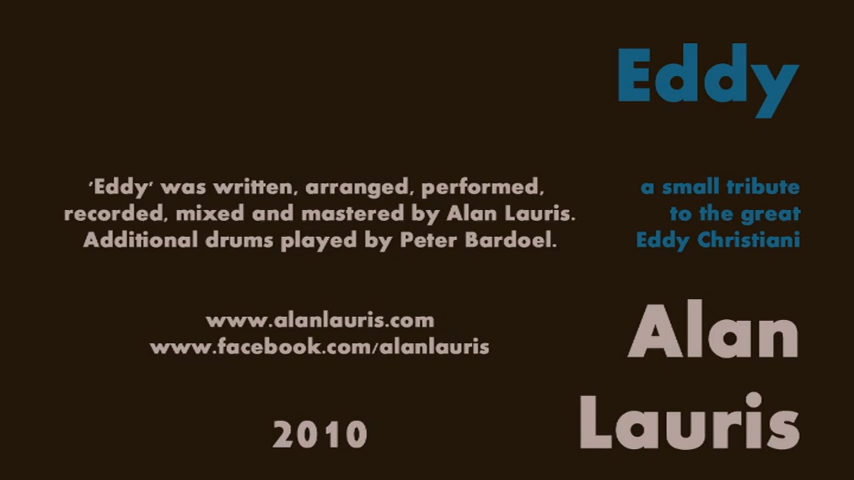 Eddy
'Eddy' was written, arranged, performed,
recorded, mixed and mastered by Alan Lauris.
Additional drums played by Peter Bardoel.
a small tribute
to the great
Eddy Christiani
www.alanlauris.com
www.facebook.com/alanlauris
2010
Alan
Lauris